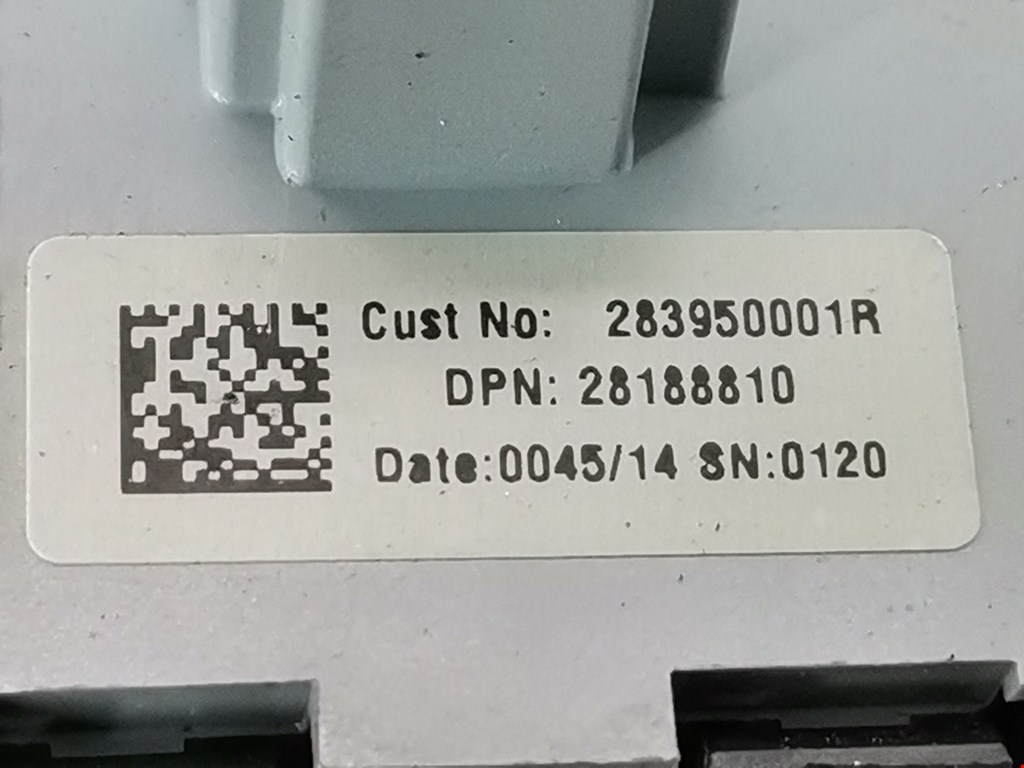 Cust No: 283950001R
DPN: 28188810
Date:0045/14 SN:0120